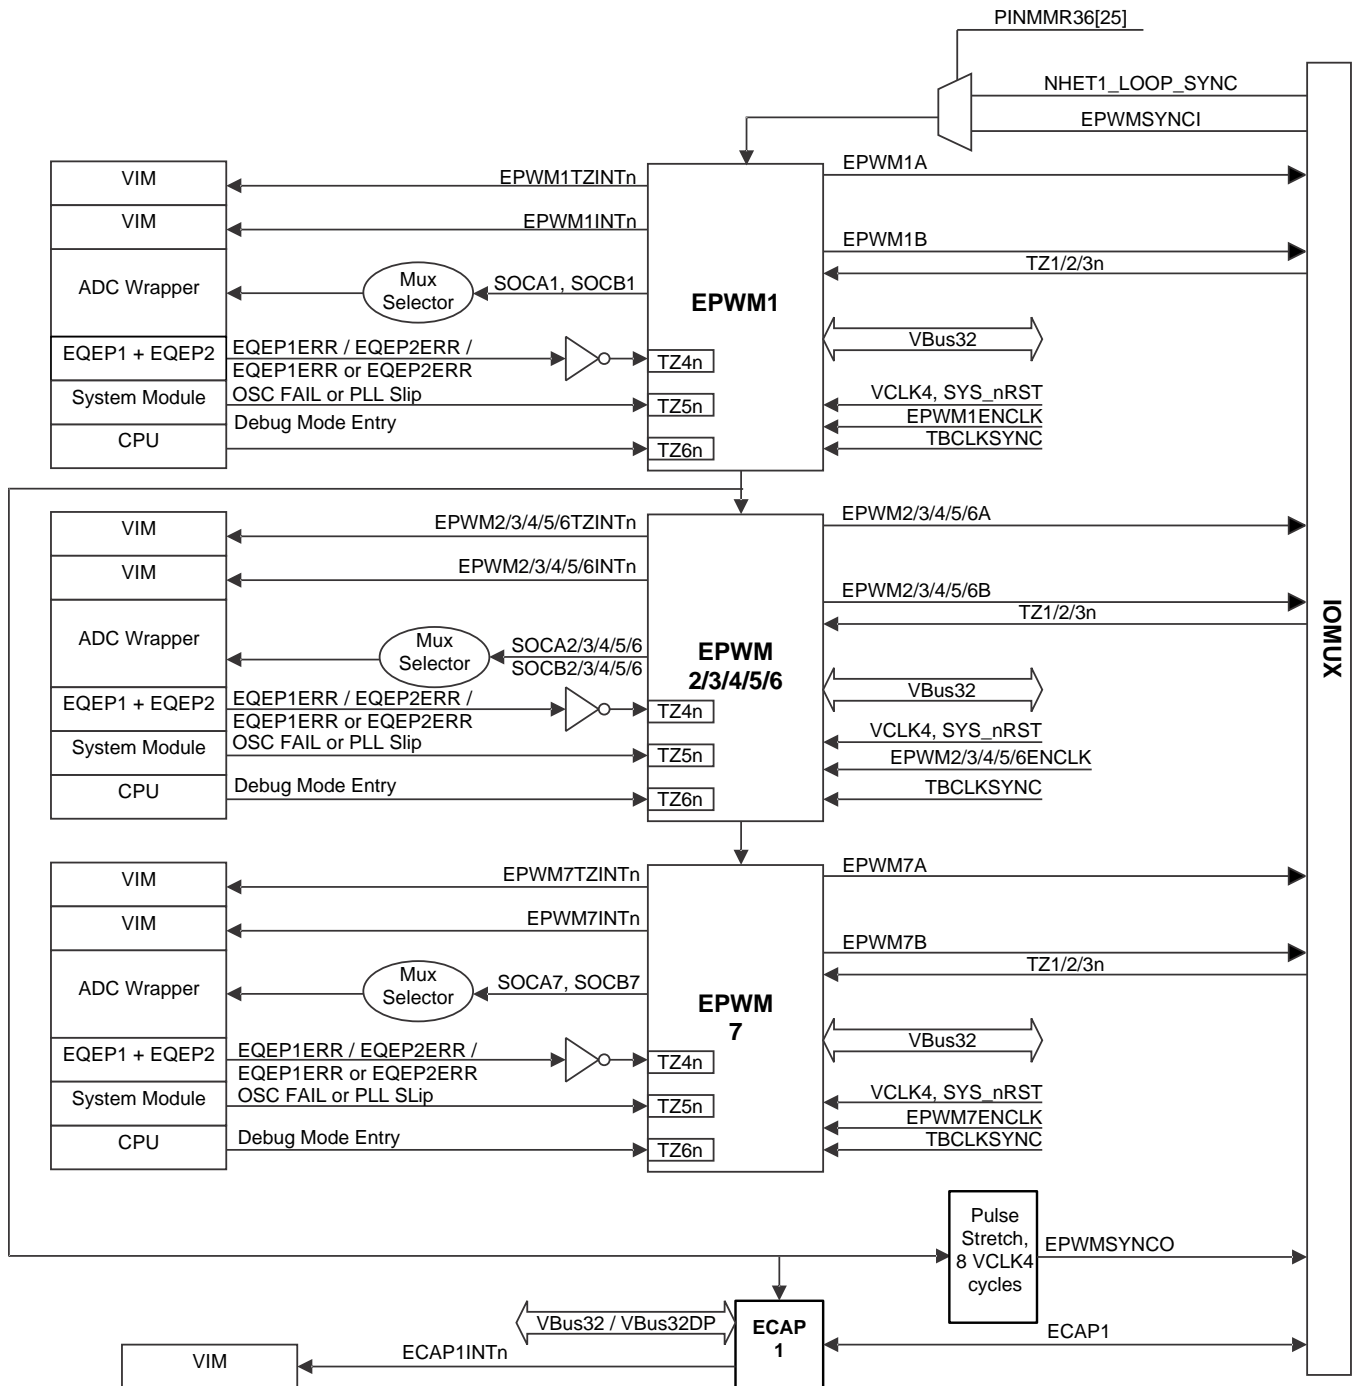 PINMMR36[25]
NHET1_LOOP_SYNC
EPWMSYNCI
VIM
EPWM1TZINTn
EPWM1A
VIM
EPWM1INTn
EPWM1B
TZ1/2/3n
ADC Wrapper
Mux
Selector
SOCA1, SOCB1
EPWM1
VBus32
EQEP1 + EQEP2
EQEP1ERR / EQEP2ERR /
EQEP1ERR or EQEP2ERR
TZ4n
System Module
OSC FAIL or PLL Slip
TZ5n
VCLK4, SYS_nRST
EPWM1ENCLK
TBCLKSYNC
CPU
Debug Mode Entry
TZ6n
VIM
EPWM2/3/4/5/6TZINTn
EPWM2/3/4/5/6A
VIM
EPWM2/3/4/5/6INTn
EPWM2/3/4/5/6B
TZ1/2/3n
IOMUX
ADC Wrapper
Mux
Selector
SOCA2/3/4/5/6
SOCB2/3/4/5/6
EPWM
2/3/4/5/6
VBus32
EQEP1 + EQEP2
EQEP1ERR / EQEP2ERR /
EQEP1ERR or EQEP2ERR
TZ4n
System Module
OSC FAIL or PLL Slip
TZ5n
VCLK4, SYS_nRST
EPWM2/3/4/5/6ENCLK
TBCLKSYNC
CPU
Debug Mode Entry
TZ6n
VIM
EPWM7TZINTn
EPWM7A
VIM
EPWM7INTn
EPWM7B
TZ1/2/3n
ADC Wrapper
Mux
Selector
SOCA7, SOCB7
EPWM
7
VBus32
EQEP1 + EQEP2
EQEP1ERR / EQEP2ERR /
EQEP1ERR or EQEP2ERR
TZ4n
System Module
OSC FAIL or PLL SLip
TZ5n
VCLK4, SYS_nRST
EPWM7ENCLK
TBCLKSYNC
CPU
Debug Mode Entry
TZ6n
Pulse
Stretch,
8 VCLK4
cycles
EPWMSYNCO
VBus32 / VBus32DP
ECAP
1
ECAP1
VIM
ECAP1INTn